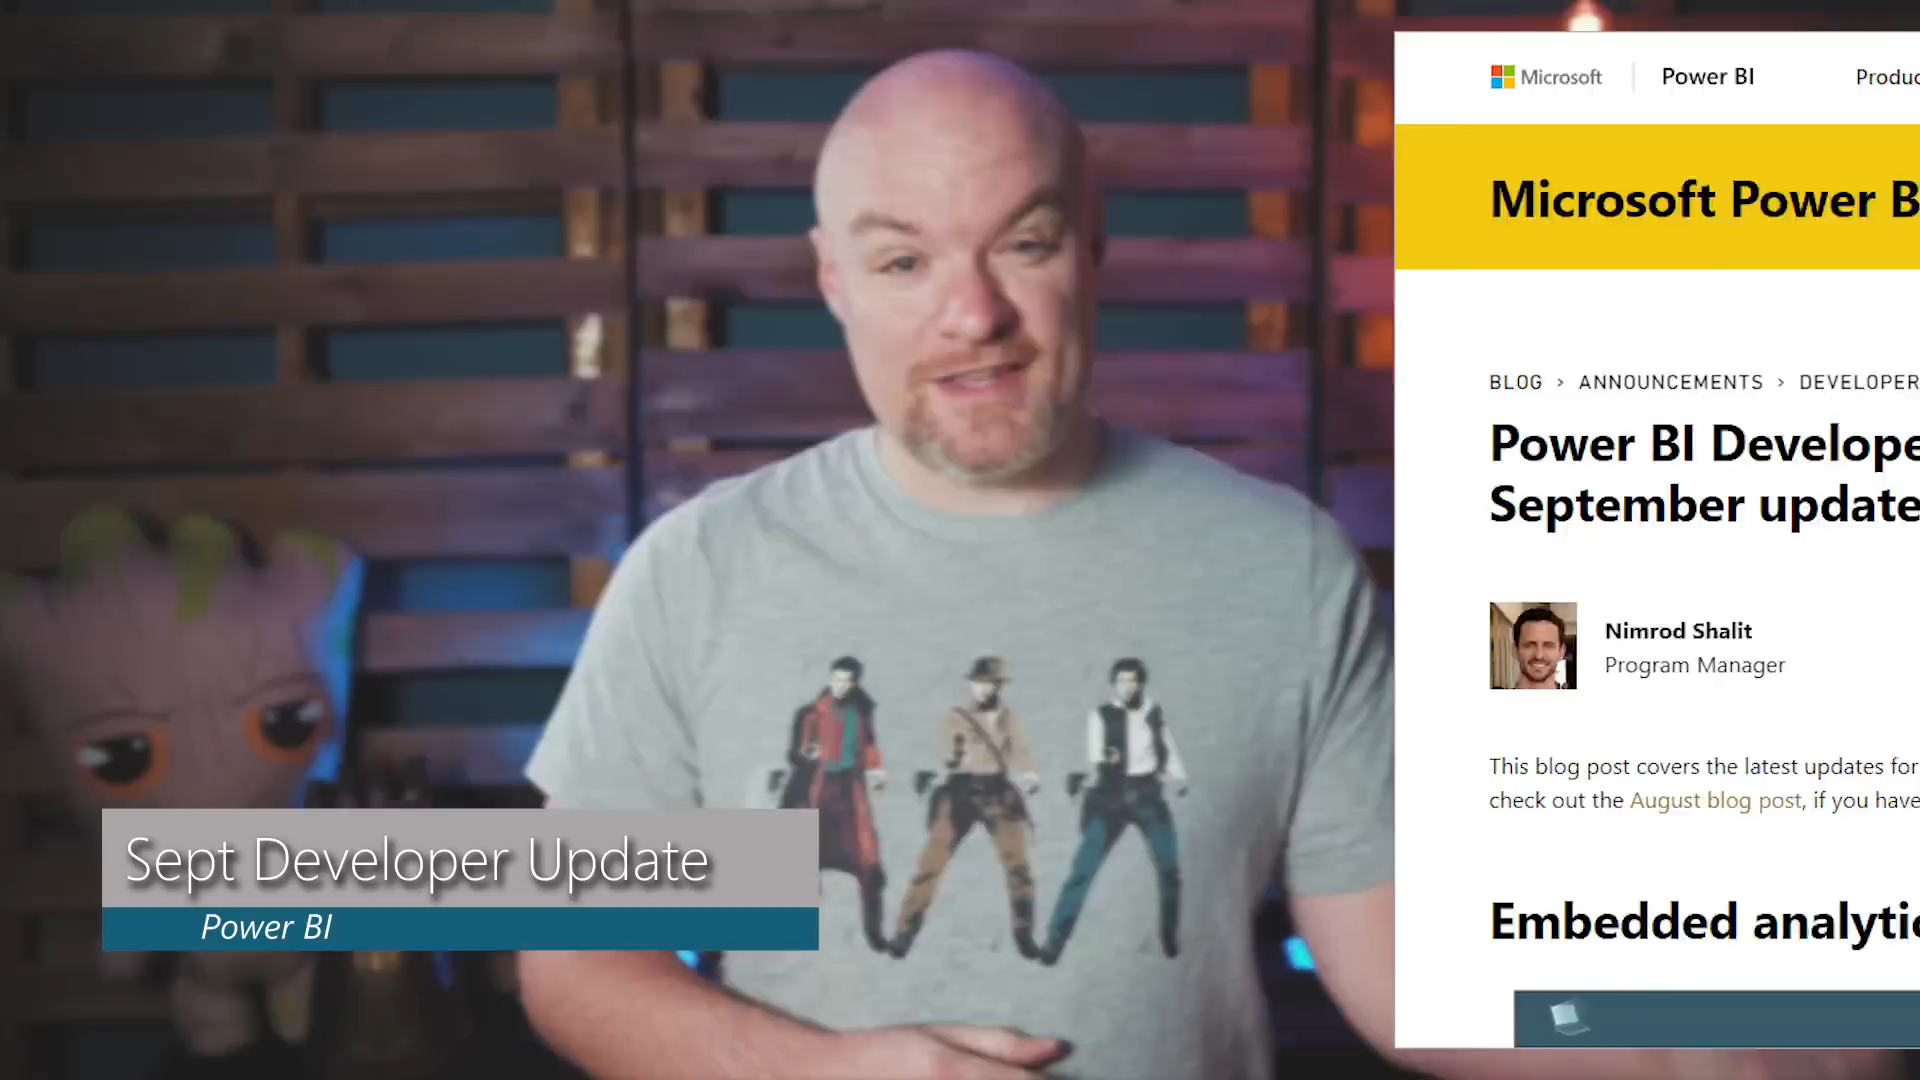 Microsoft
Power BI
Produc
Microsoft Power B
BLOG > ANNOUNCEMENTS > DEVELOPER
Power BI Develope
September update
Nimrod Shalit
Program Manager
This blog post covers the latest updates for
check out the August blog post, if you have
Embedded analytic
Sept Developer Update
Power BI